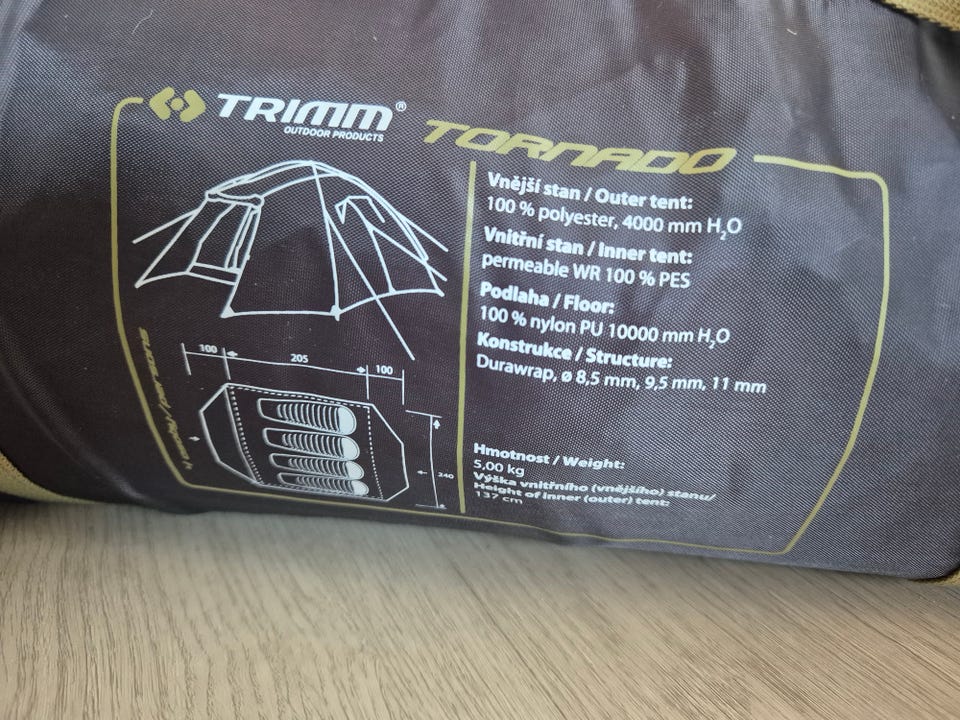 TRIMM®
OUTDOOR PRODUCTS
TORNADO
Vnější stan / Outer tent:
100 % polyester, 4000 mm H₂O
Vnitřní stan / Inner tent:
permeable WR 100 % PES
Podlaha / Floor:
100 % nylon PU 10000 mm H₂O
Konstrukce / Structure:
Durawrap, ø 8,5 mm, 9,5 mm, 11 mm
Hmotnost / Weight:
5,00 kg
Výška vnitřního (vnějšího) stanu/
Height of inner (outer) tent:
137 cm
100
205
100
240